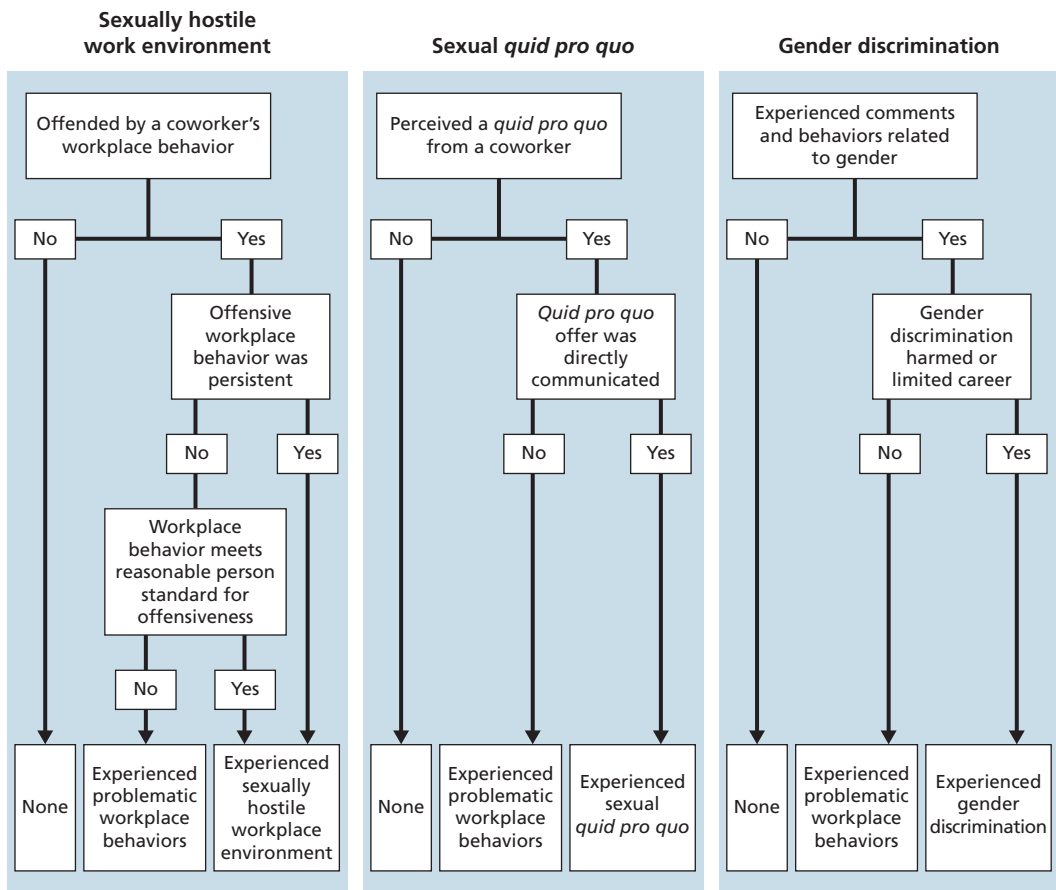 Sexually hostile
work environment
Offended by a coworker's
workplace behavior
No
Yes
Offensive
workplace
behavior was
persistent
No
Yes
Workplace
behavior meets
reasonable person
standard for
offensiveness
No
Yes
None
Experienced
problematic
workplace
behaviors
Experienced
sexually
hostile
workplace
environment
Sexual quid pro quo
Perceived a quid pro quo
from a coworker
No
Yes
Quid pro quo
offer was
directly
communicated
No
Yes
None
Experienced
problematic
workplace
behaviors
Experienced
sexual
quid pro quo
Gender discrimination
Experienced comments
and behaviors related
to gender
No
Yes
Gender
discrimination
harmed or
limited career
No
Yes
None
Experienced
problematic
workplace
behaviors
Experienced
gender
discrimination